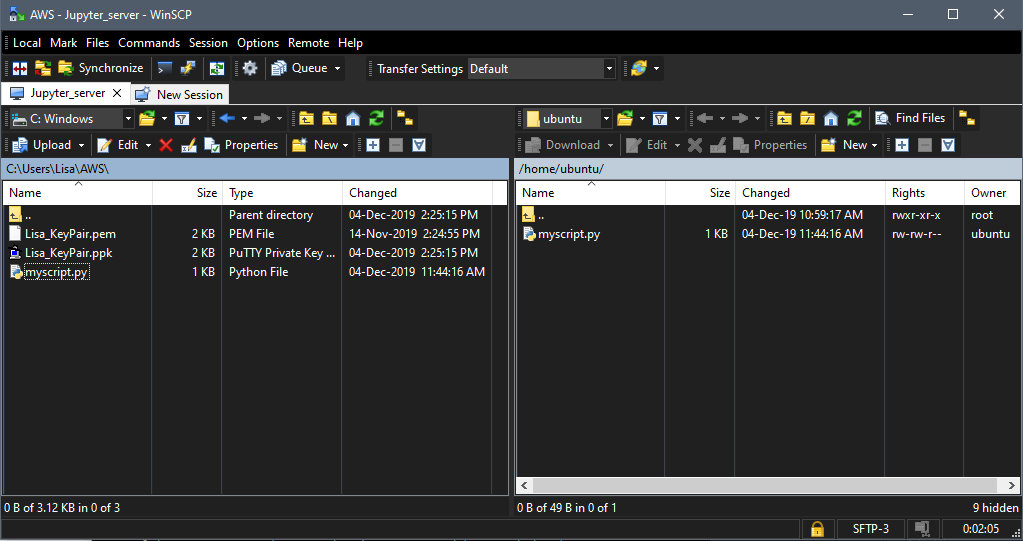 AWS - Jupyter_server - WinSCP
Local Mark Files Commands Session Options Remote Help
Synchronize Queue Transfer Settings Default
Jupyter_server New Session
C: Windows
Upload Edit Properties New
C:\Users\Lisa\AWS\
Name Size Type Changed
.. Parent directory 04-Dec-2019 2:25:15 PM
Lisa_KeyPair.pem 2 KB PEM File 14-Nov-2019 2:24:55 PM
Lisa_KeyPair.ppk 2 KB PuTTY Private Key ... 04-Dec-2019 2:25:15 PM
myscript.py 1 KB Python File 04-Dec-2019 11:44:16 AM
0 B of 3.12 KB in 0 of 3
ubuntu Find Files
Download Edit Properties New
/home/ubuntu/
Name Size Changed Rights Owner
.. 04-Dec-19 10:59:17 AM rwxr-xr-x root
myscript.py 1 KB 04-Dec-19 11:44:16 AM rw-rw-r-- ubuntu
0 B of 49 B in 0 of 1 9 hidden
SFTP-3 0:02:05